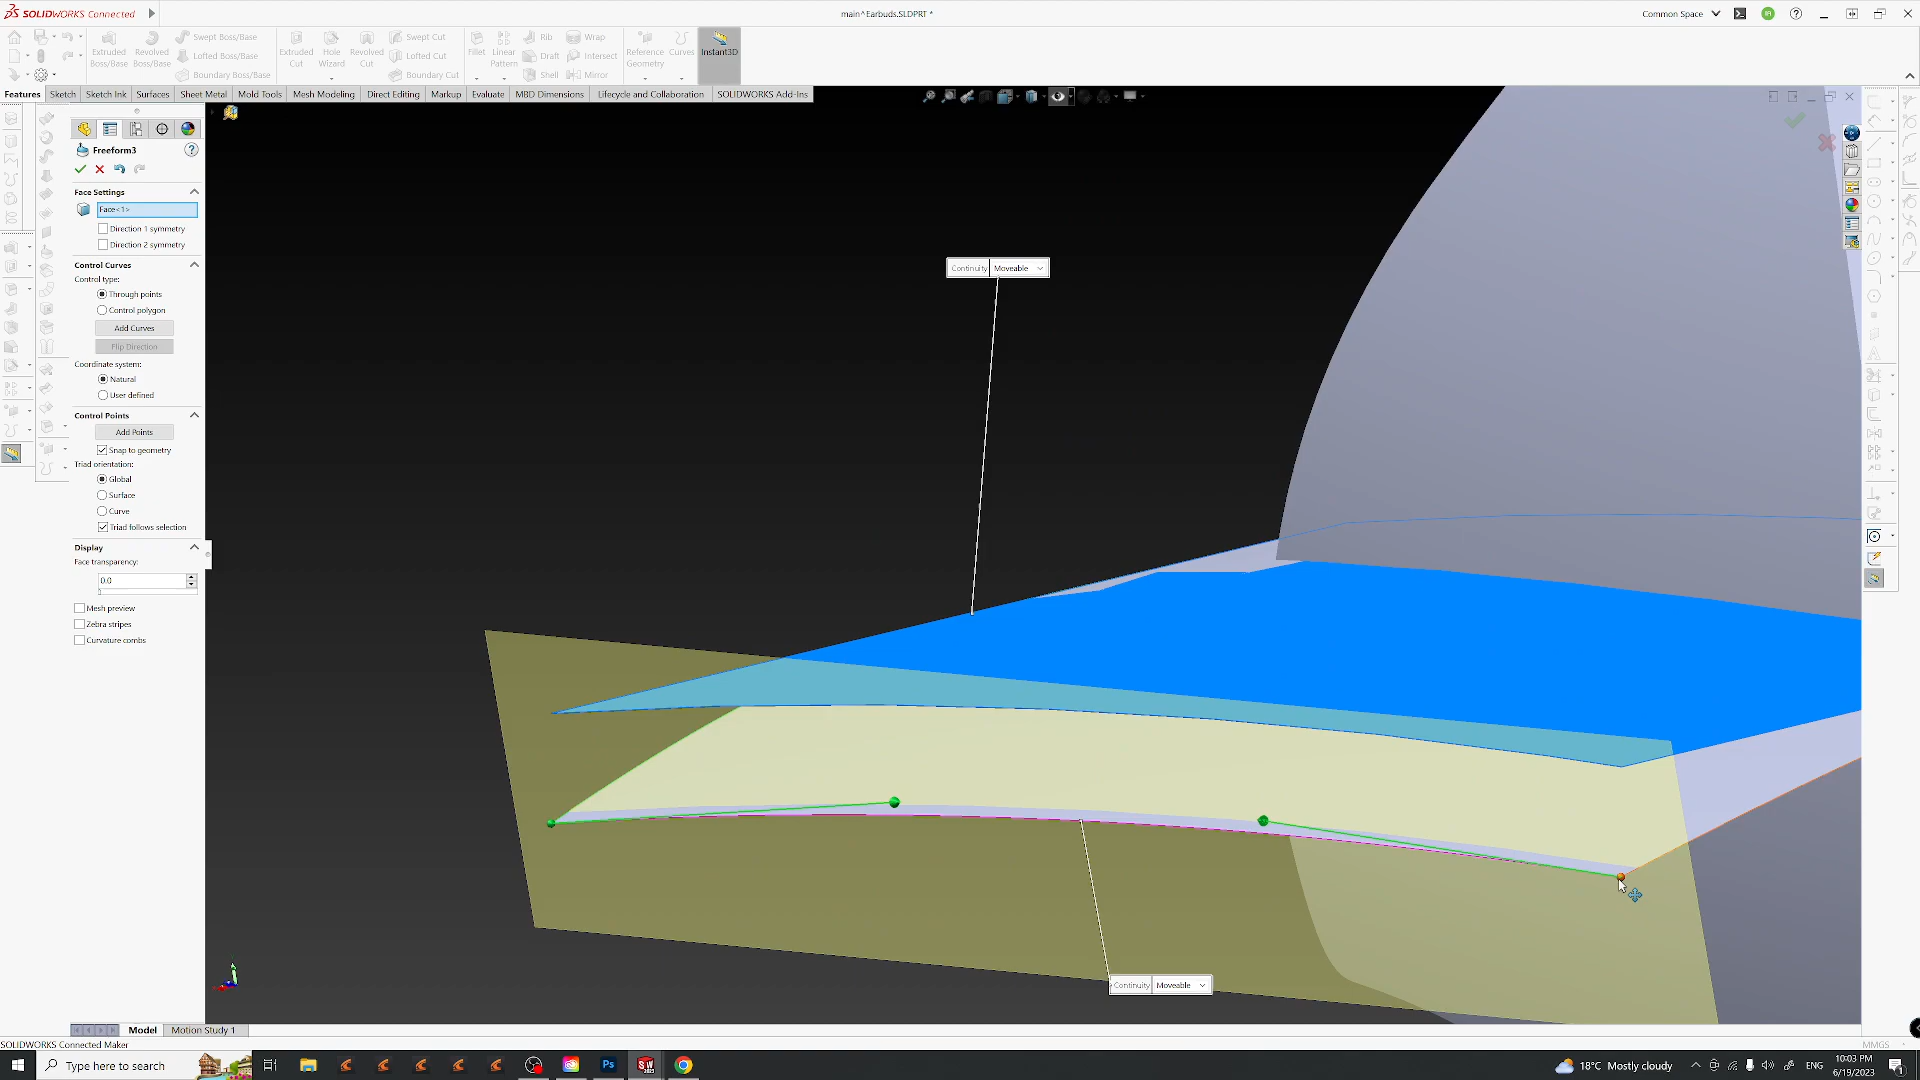 SOLIDWORKS Connected
main^Earbuds.SLDPRT *
Common Space
Extruded Boss/Base
Revolved Boss/Base
Swept Boss/Base
Lofted Boss/Base
Boundary Boss/Base
Extruded Cut
Hole Wizard
Revolved Cut
Swept Cut
Lofted Cut
Boundary Cut
Fillet
Linear Pattern
Rib
Draft
Shell
Wrap
Intersect
Mirror
Reference Geometry
Curves
Instant3D
Features
Sketch
Sketch Ink
Surfaces
Sheet Metal
Mold Tools
Mesh Modeling
Direct Editing
Markup
Evaluate
MBD Dimensions
Lifecycle and Collaboration
SOLIDWORKS Add-Ins
Freeform3
Face Settings
Face<1>
Direction 1 symmetry
Direction 2 symmetry
Control Curves
Control type:
Through points
Control polygon
Add Curves
Flip Direction
Coordinate system:
Natural
User defined
Control Points
Add Points
Snap to geometry
Triad orientation:
Global
Surface
Curve
Triad follows selection
Display
Face transparency:
0.0
Mesh preview
Zebra stripes
Curvature combs
Continuity Moveable
Continuity Moveable
Model
Motion Study 1
SOLIDWORKS Connected Maker
MMGS
Type here to search
Ps
SW
18°C Mostly cloudy
ENG
10:03 PM
6/19/2023